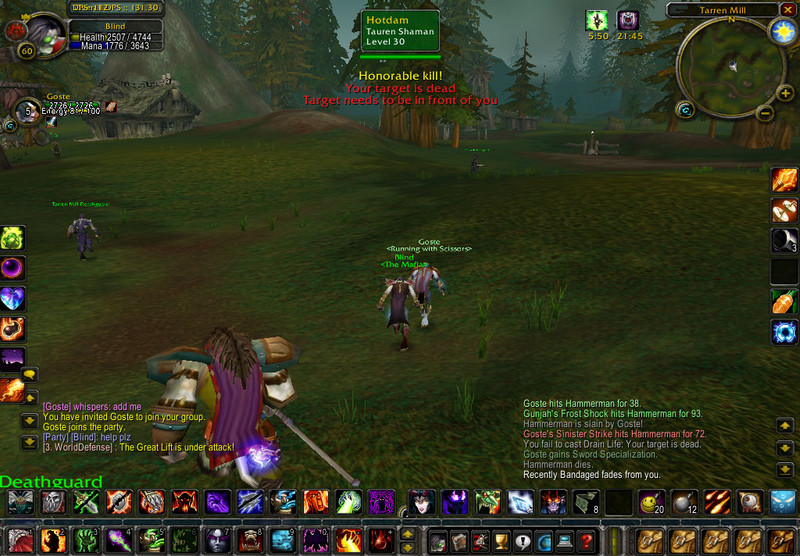 Blind
60
Health 2507 / 4744
Mana 1776 / 3643
Goste
2726 / 2726
5
Hotdam
Tauren Shaman
Level 30
Honorable kill!
Your target is dead
Target needs to be in front of you
5:50
21:45
Tarren Mill
N
Goste
<Running with Scissors>
Blind
<The Mafia>
3
[Goste] whispers: add me
You have invited Goste to join your group.
Goste joins the party.
[Party] [Blind]: help plz
[3. WorldDefense] : The Great Lift is under attack!
Goste hits Hammerman for 38.
Gunjah's Frost Shock hits Hammerman for 93.
Hammerman is slain by Goste!
Goste's Sinister Strike hits Hammerman for 72.
You fail to cast Drain Life: Your target is dead.
Goste gains Sword Specialization.
Hammerman dies.
Recently Bandaged fades from you.
Deathguard
8
20
12